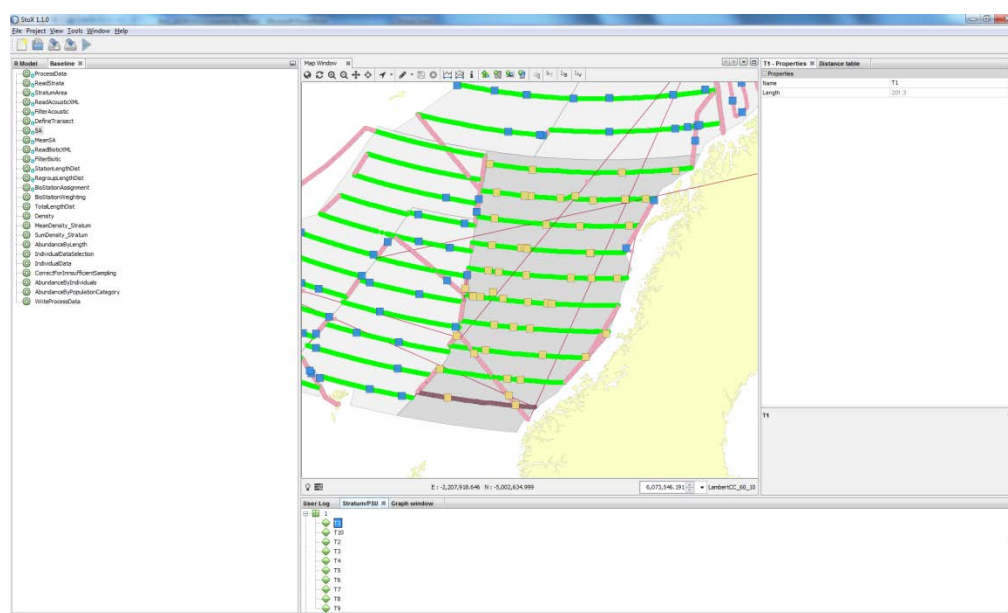 StoX 1.1.0
File Project View Tools Window Help
R Model Baseline
ProcessData
ReadStrata
StratumArea
ReadAcousticXML
FilterAcoustic
DefineTransect
SA
MeanSA
ReadBioticXML
FilterBiotic
StationLengthDist
RegroupLengthDist
BioStationAssignment
BioStationWeighting
TotalLengthDist
Density
MeanDensity_Stratum
SumDensity_Stratum
AbundanceByLength
IndividualDataSelection
IndividualData
CorrectForInnsufficientSampling
AbundanceByIndividuals
AbundanceByPopulationCategory
WriteProcessData
Map Window
E : -2,207,918.646 N : -5,002,634.999 6,073,546.191 LambertCC_60_10
T1 - Properties Distance table
Properties
Name T1
Length 201.3
T1
User Log Stratum/PSU Graph window
1
T1
T10
T2
T3
T4
T5
T6
T7
T8
T9